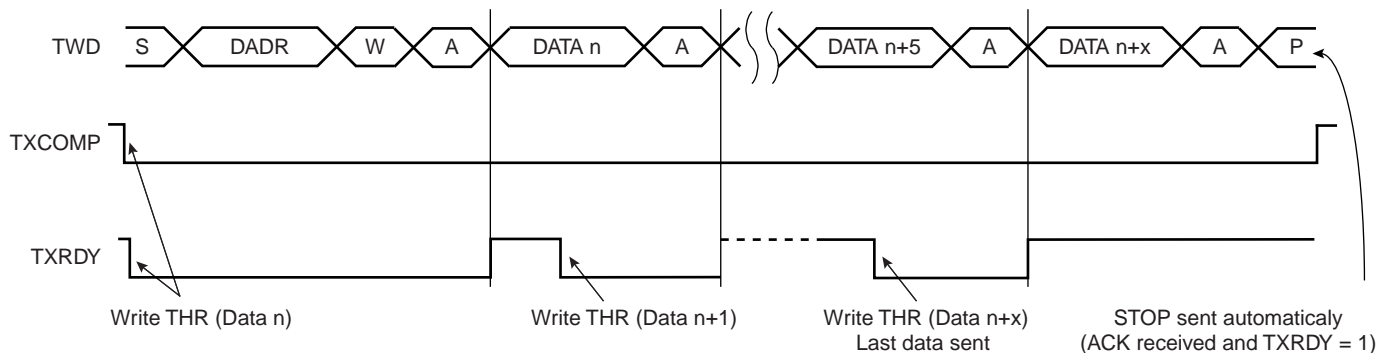 TWD S DADR W A DATA n A DATA n+5 A DATA n+x A P
TXCOMP
TXRDY
Write THR (Data n) Write THR (Data n+1) Write THR (Data n+x) STOP sent automaticaly
Last data sent (ACK received and TXRDY = 1)